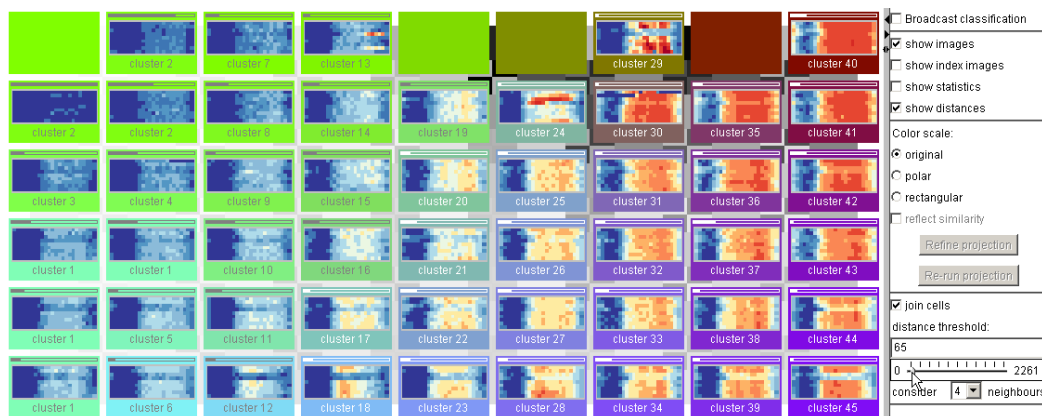 cluster 2 cluster 7 cluster 13 cluster 29 cluster 40
cluster 2 cluster 2 cluster 8 cluster 14 cluster 19 cluster 24 cluster 30 cluster 35 cluster 41
cluster 3 cluster 4 cluster 9 cluster 15 cluster 20 cluster 25 cluster 31 cluster 36 cluster 42
cluster 1 cluster 1 cluster 10 cluster 16 cluster 21 cluster 26 cluster 32 cluster 37 cluster 43
cluster 1 cluster 5 cluster 11 cluster 17 cluster 22 cluster 27 cluster 33 cluster 38 cluster 44
cluster 1 cluster 6 cluster 12 cluster 18 cluster 23 cluster 28 cluster 34 cluster 39 cluster 45
Broadcast classification
show images
show index images
show statistics
show distances
Color scale:
original
polar
rectangular
reflect similarity
Refine projection
Re-run projection
join cells
distance threshold:
65
0 2261
consider 4 neighbours